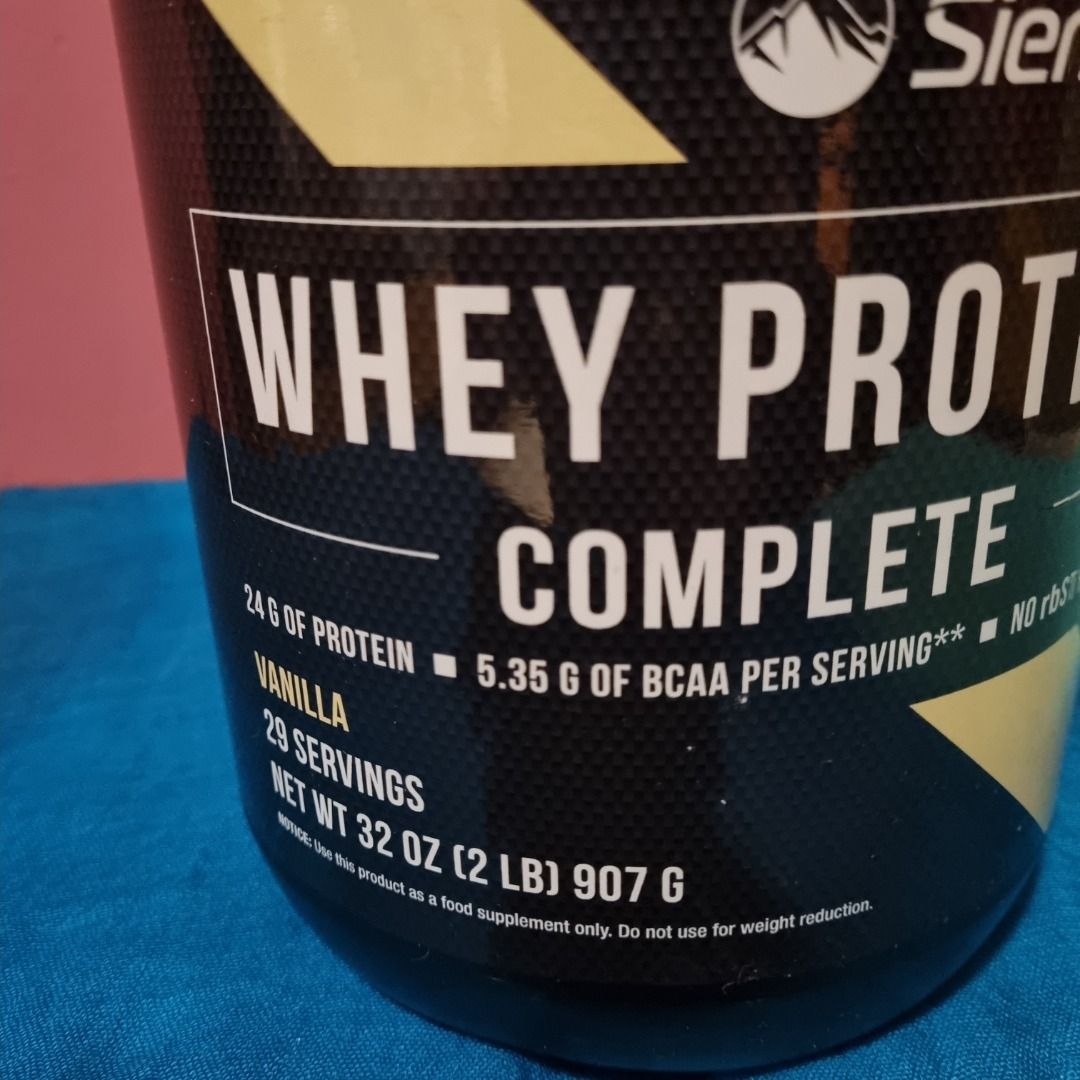 Sier
WHEY PROT
COMPLETE
24 G OF PROTEIN ■ 5.35 G OF BCAA PER SERVING** ■ NO rbST
VANILLA
29 SERVINGS
NET WT 32 OZ (2 LB) 907 G
NOTICE: Use this product as a food supplement only. Do not use for weight reduction.